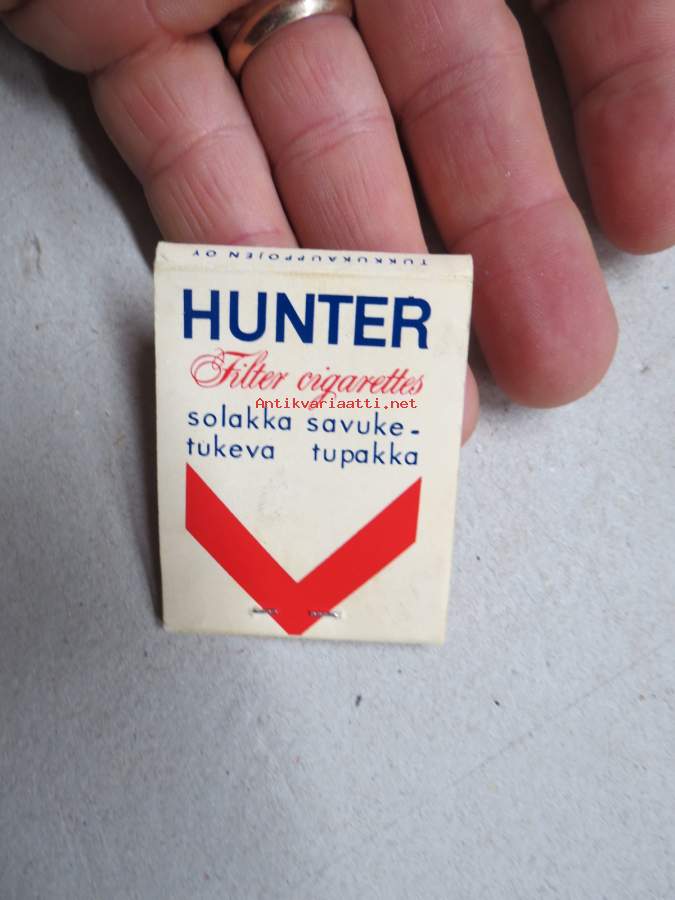 TUKKUKAUPPOJEN OY
HUNTER
Filter cigarettes
Antikvariaatti.net
solakka savuke-
tukeva tupakka